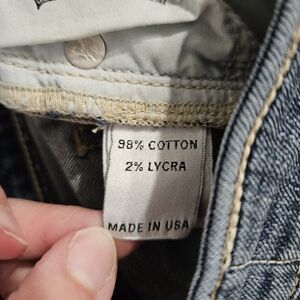 98% COTTON
2% LYCRA
MADE IN USA